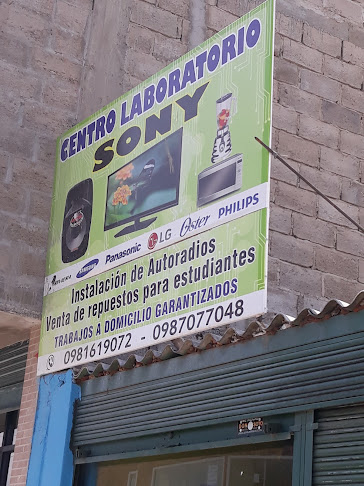 CENTRO LABORATORIO
SONY
SAMSUNG Panasonic LG Oster PHILIPS
Instalación de Autoradios
Venta de repuestos para estudiantes
TRABAJOS A DOMICILIO GARANTIZADOS
0981619072 - 0987077048